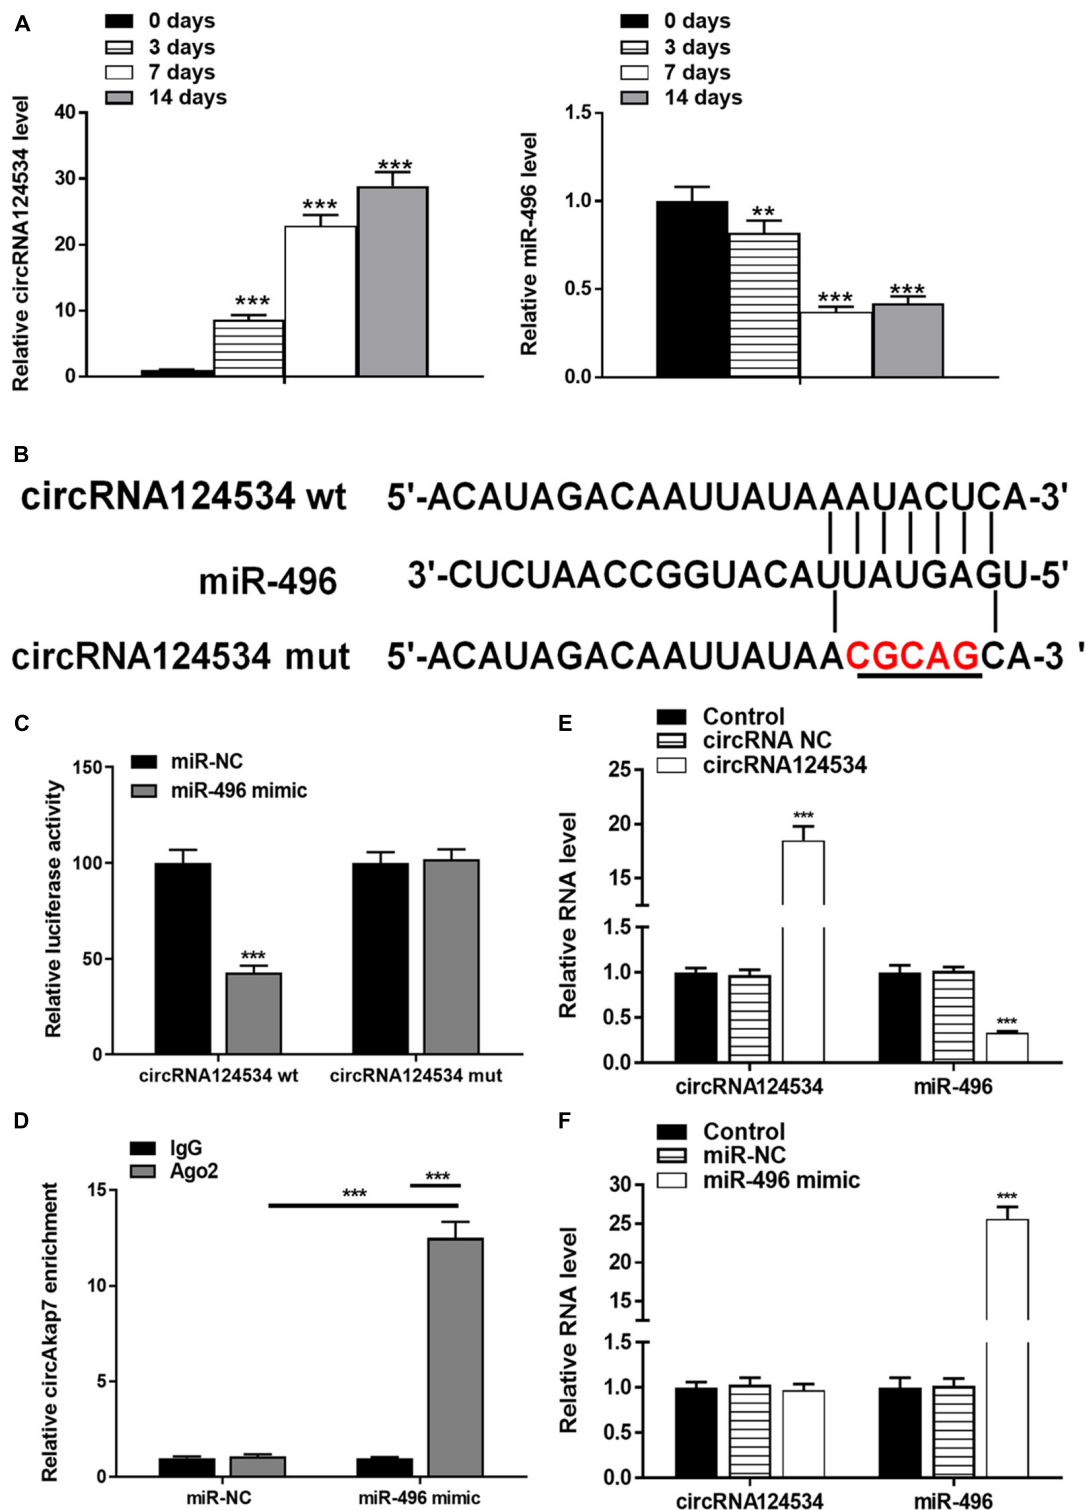 A
0 days
3 days
7 days
14 days
Relative circRNA124534 level
40
30
20
10
0
***
***
***
0 days
3 days
7 days
14 days
Relative miR-496 level
1.5
1.0
0.5
0.0
**
***
***
B
circRNA124534 wt 5'-ACAUAGACAAUUAUAAAUACUCA-3'
miR-496 3'-CUCUAACCGGUACAUUAUGAGU-5'
circRNA124534 mut 5'-ACAUAGACAAUUAUAACGCAGCA-3 '
C
miR-NC
miR-496 mimic
Relative luciferase activity
150
100
50
0
***
circRNA124534 wt circRNA124534 mut
D
IgG
Ago2
Relative circAkap7 enrichment
15
10
5
0
***
***
miR-NC miR-496 mimic
E
Control
circRNA NC
circRNA124534
Relative RNA level
25
20
15
1.5
1.0
0.5
0.0
***
***
circRNA124534 miR-496
F
Control
miR-NC
miR-496 mimic
Relative RNA level
30
25
20
15
1.5
1.0
0.5
0.0
***
circRNA124534 miR-496